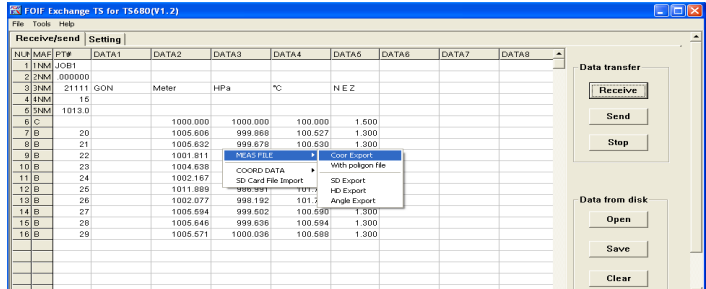 FOIF Exchange TS for TS680(V1.2)
File Tools Help
Receive/send Setting
NUM MAF PT# DATA1 DATA2 DATA3 DATA4 DATA5 DATA6 DATA7 DATA8
1 1NM JOB1
2 2NM .000000
3 3NM 21111 GON Meter HPa °C N E Z
4 4NM 15
5 5NM 1013.0
6 C 1000.000 1000.000 100.000 1.500
7 B 20 1005.606 999.868 100.527 1.300
8 B 21 1005.632 999.678 100.530 1.300
9 B 22 1001.811
10 B 23 1004.638
11 B 24 1002.167
12 B 25 1011.889 986.991 101.
13 B 26 1002.077 998.192 101.
14 B 27 1005.594 999.502 100.590 1.300
15 B 28 1005.646 999.636 100.594 1.300
16 B 29 1005.571 1000.036 100.588 1.300
MEAS FILE
COORD DATA
SD Card File Import
Coor Export
With poligon file
SD Export
HD Export
Angle Export
Data transfer
Receive
Send
Stop
Data from disk
Open
Save
Clear